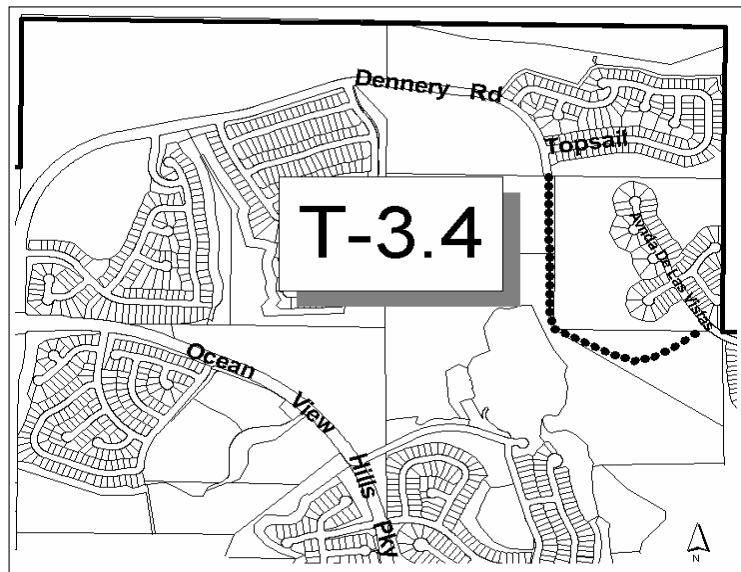 Dennery Rd
Topsail
T-3.4
Avnda De Las Vistas
Ocean View Hills Pky
N